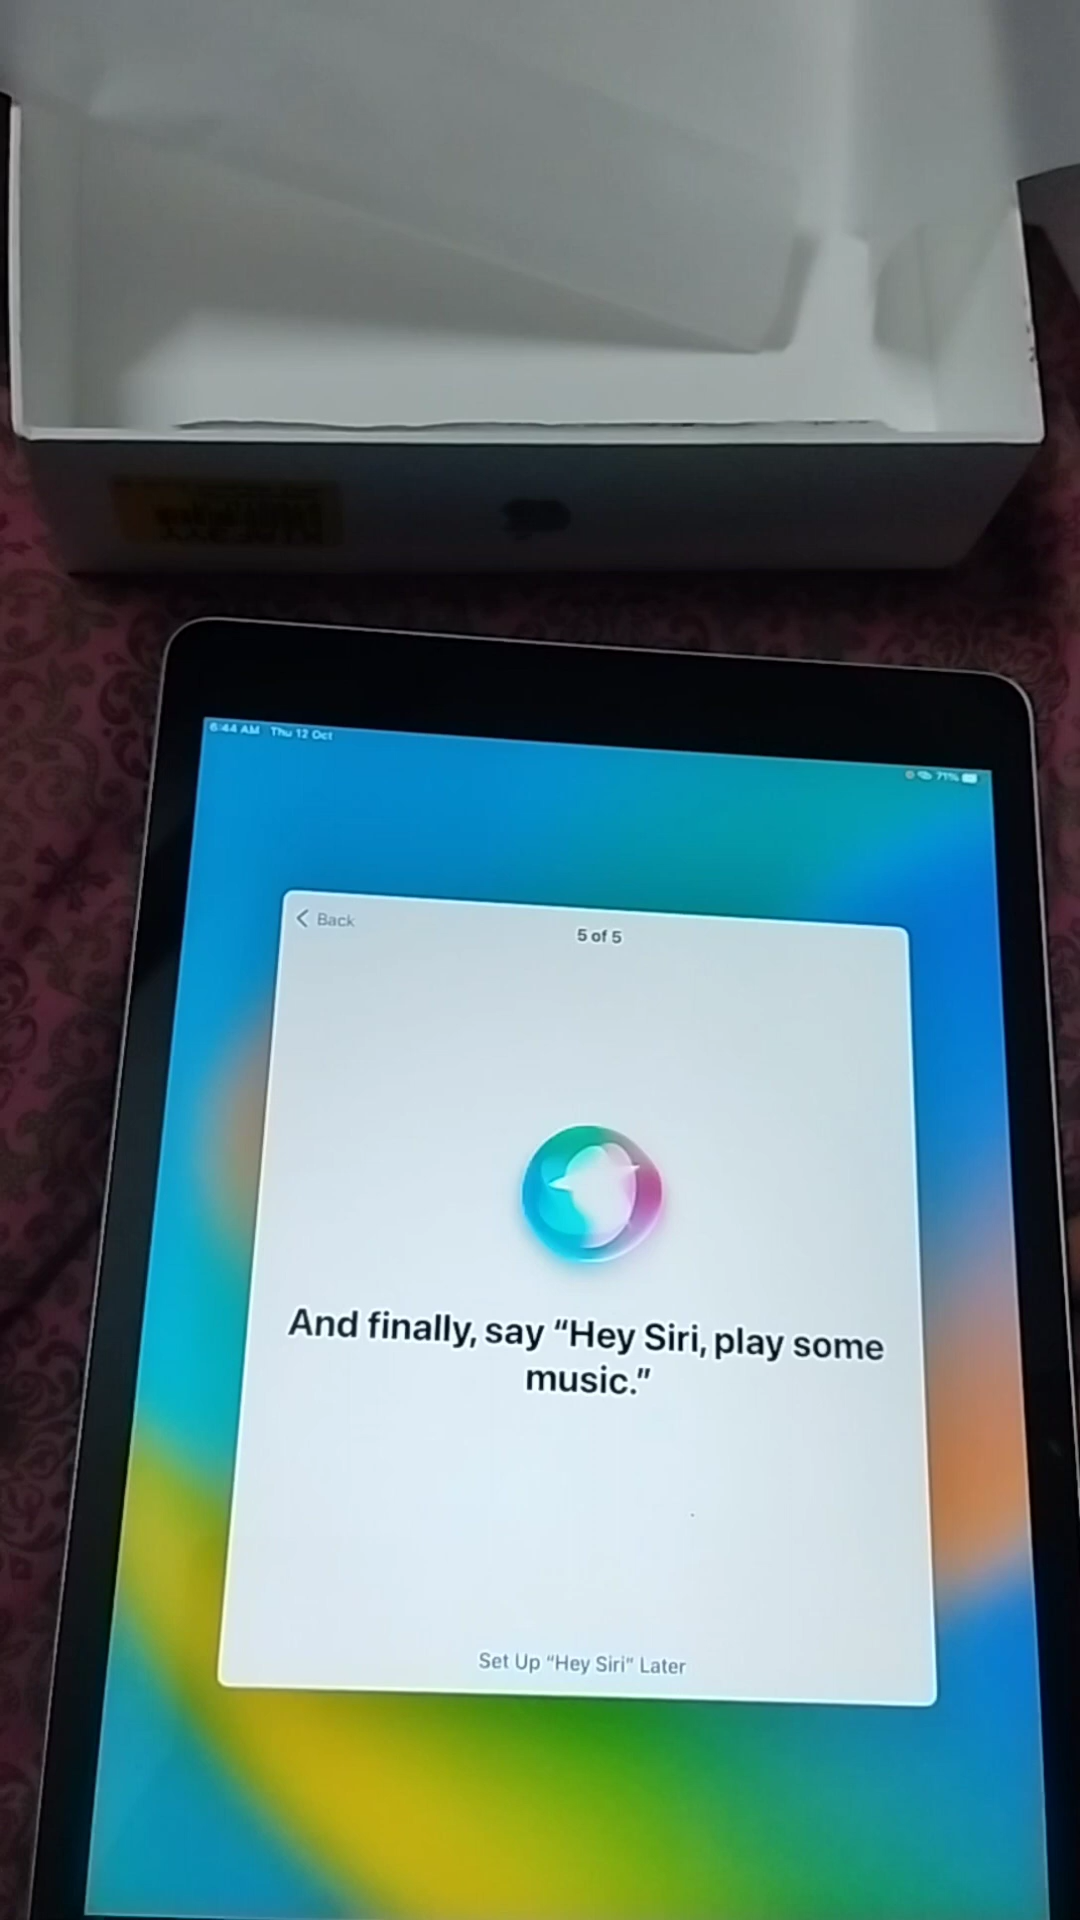 6:44 AM Thu 12 Oct
71%
Back
5 of 5
And finally, say “Hey Siri, play some
music.”
Set Up “Hey Siri” Later